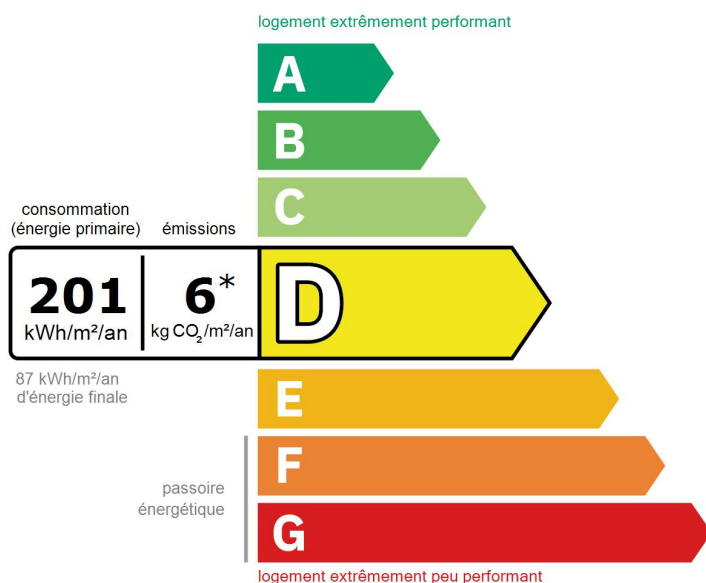 logement extrêmement performant
A
B
C
consommation
(énergie primaire)
émissions
201
kWh/m²/an
6*
kg CO₂/m²/an
D
87 kWh/m²/an
d'énergie finale
E
passoire
énergétique
F
G
logement extrêmement peu performant